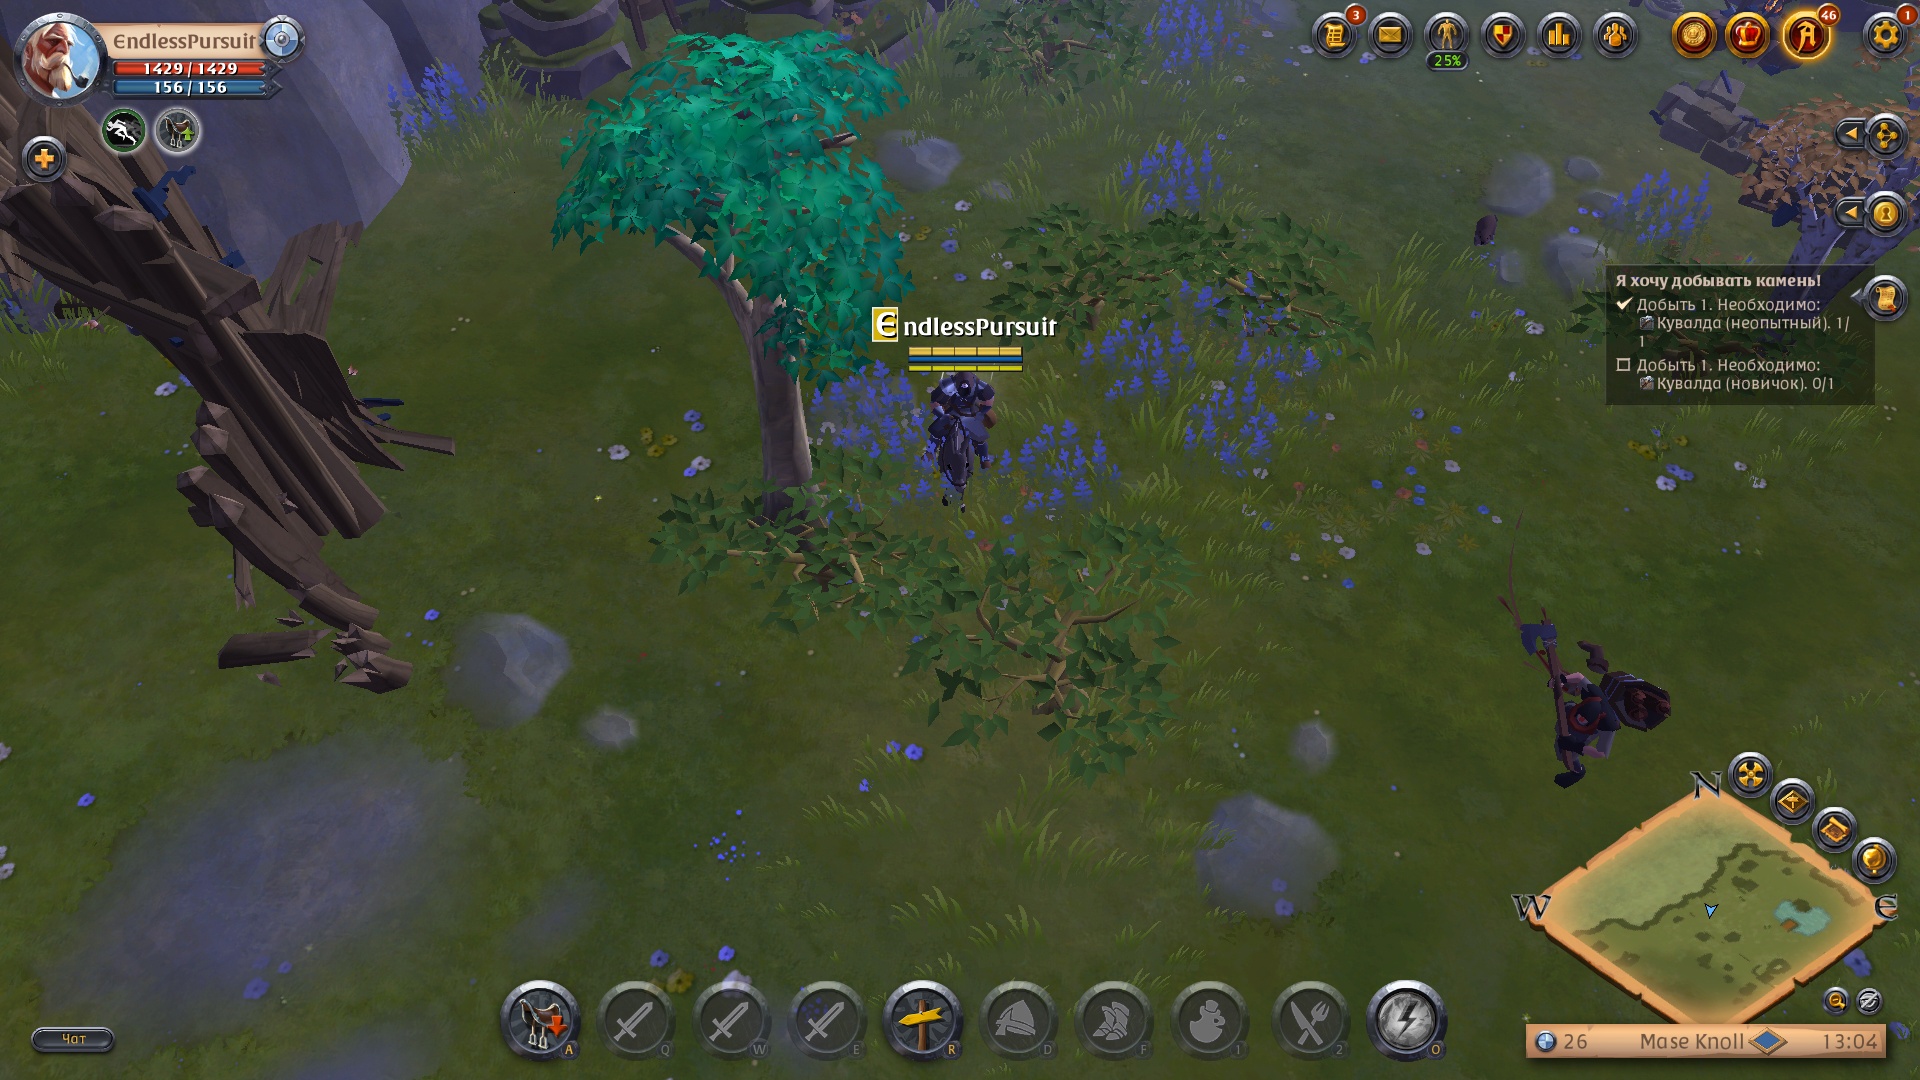 EndlessPursuit
1429 / 1429
156 / 156
3
25%
46
1
Я хочу добывать камень!
Добыть 1. Необходимо:
Кувалда (неопытный). 1/
1
Добыть 1. Необходимо:
Кувалда (новичок). 0/1
EndlessPursuit
N
W
E
Чат
A
Q
W
E
R
D
F
1
2
O
26
Mase Knoll
13:04